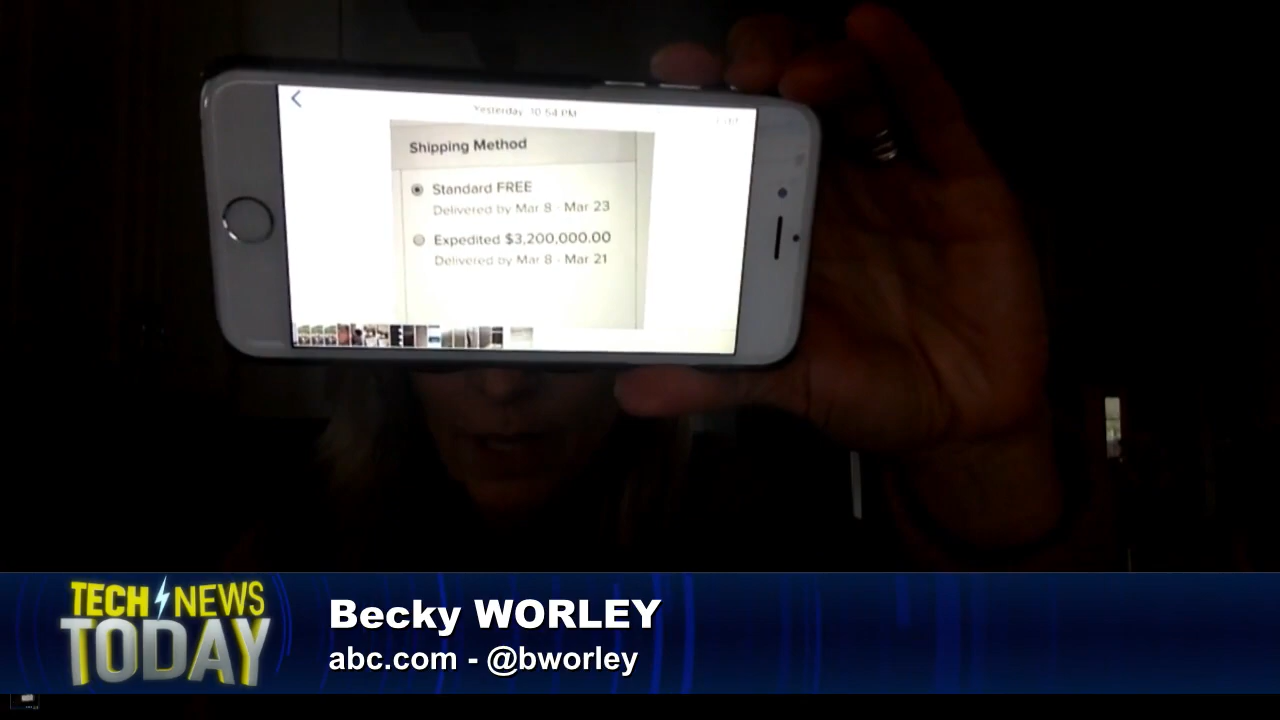 Yesterday 10:54 PM
Edit
Shipping Method
Standard FREE
Delivered by Mar 8 - Mar 23
Expedited $3,200,000.00
Delivered by Mar 8 - Mar 21
TECH NEWS
TODAY
Becky WORLEY
abc.com - @bworley